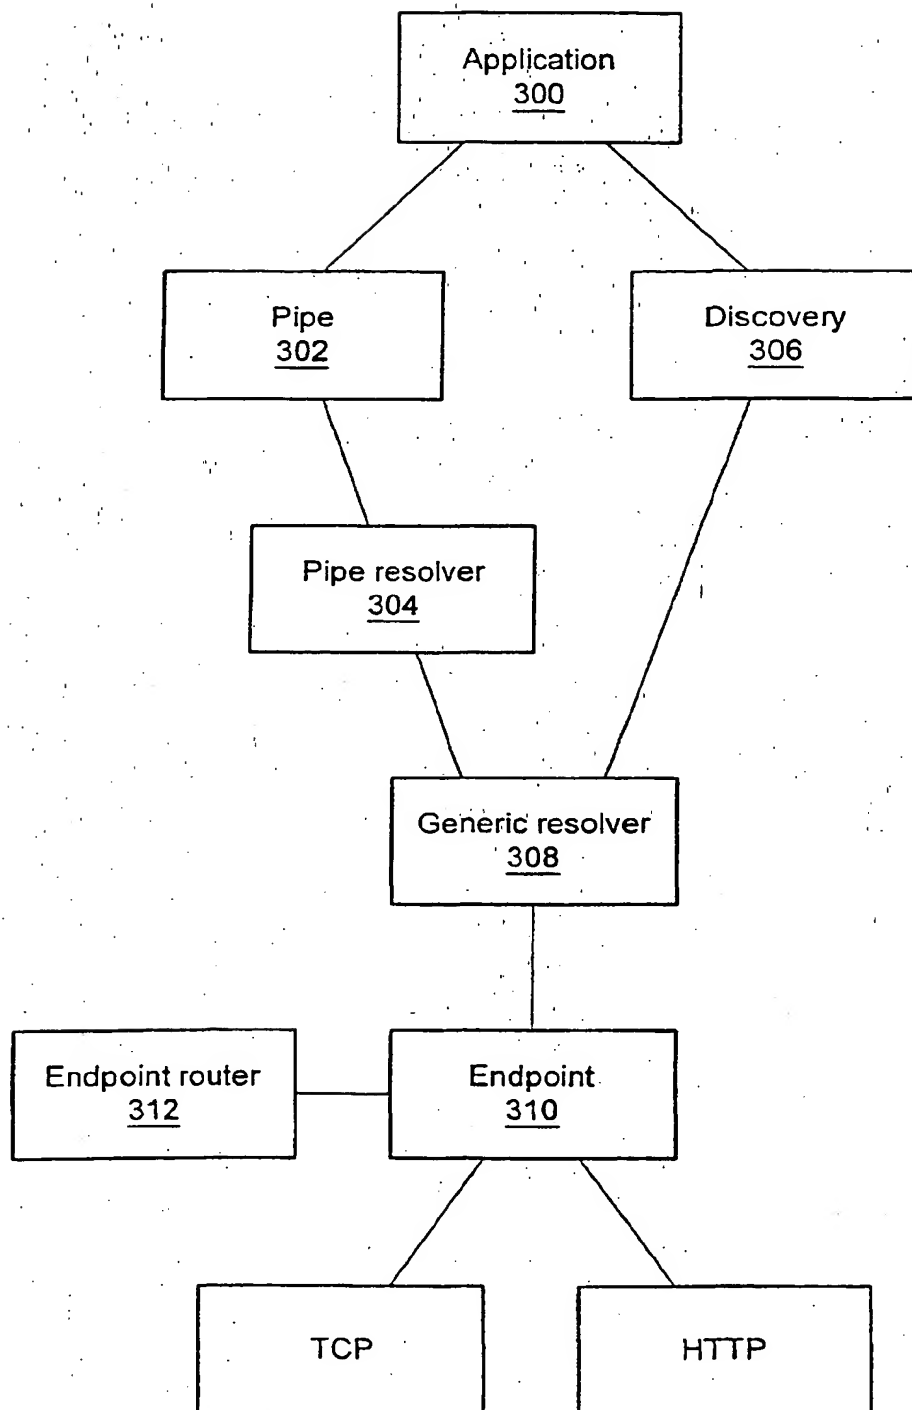 Application
300
Pipe
302
Discovery
306
Pipe resolver
304
Generic resolver
308
Endpoint router
312
Endpoint
310
TCP
HTTP